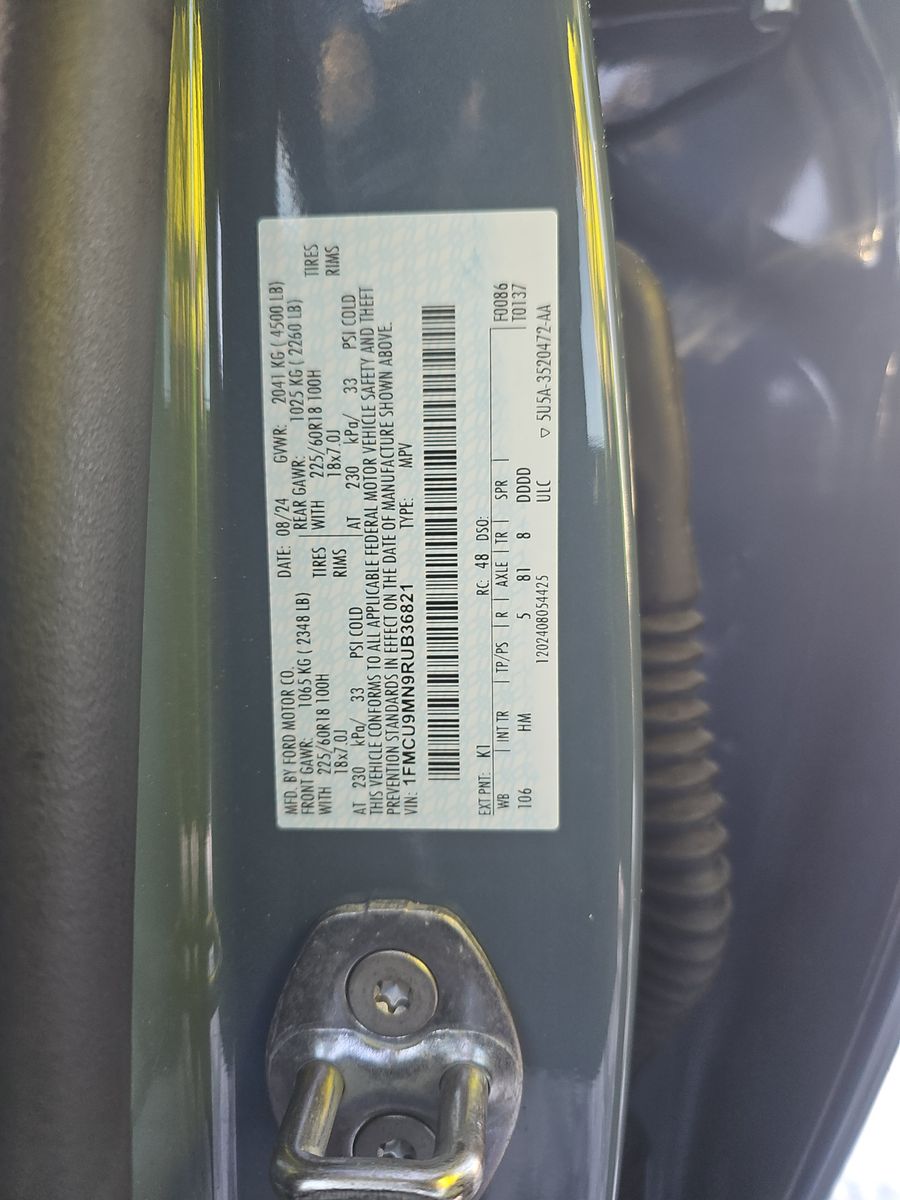 MFD. BY FORD MOTOR CO.
DATE: 08/24 GVWR: 2041 KG ( 4500 LB)
FRONT GAWR: 1065 KG ( 2348 LB)
REAR GAWR: 1025 KG ( 2260 LB)
WITH 225/60R18 100H TIRES
WITH 225/60R18 100H TIRES
18x7.0J RIMS
18x7.0J RIMS
AT 230 kPa/ 33 PSI COLD
AT 230 kPa/ 33 PSI COLD
THIS VEHICLE CONFORMS TO ALL APPLICABLE FEDERAL MOTOR VEHICLE SAFETY AND THEFT
PREVENTION STANDARDS IN EFFECT ON THE DATE OF MANUFACTURE SHOWN ABOVE.
VIN: 1FMCU9MN9RUB36821 TYPE: MPV
EXT PNT: K1 RC: 48 DSO:
WB INT TR TP/PS R AXLE TR SPR F0086
106 HM 5 81 8 DDDD T0137
1202408054425 ULC ▽ 5U5A-3520472-AA